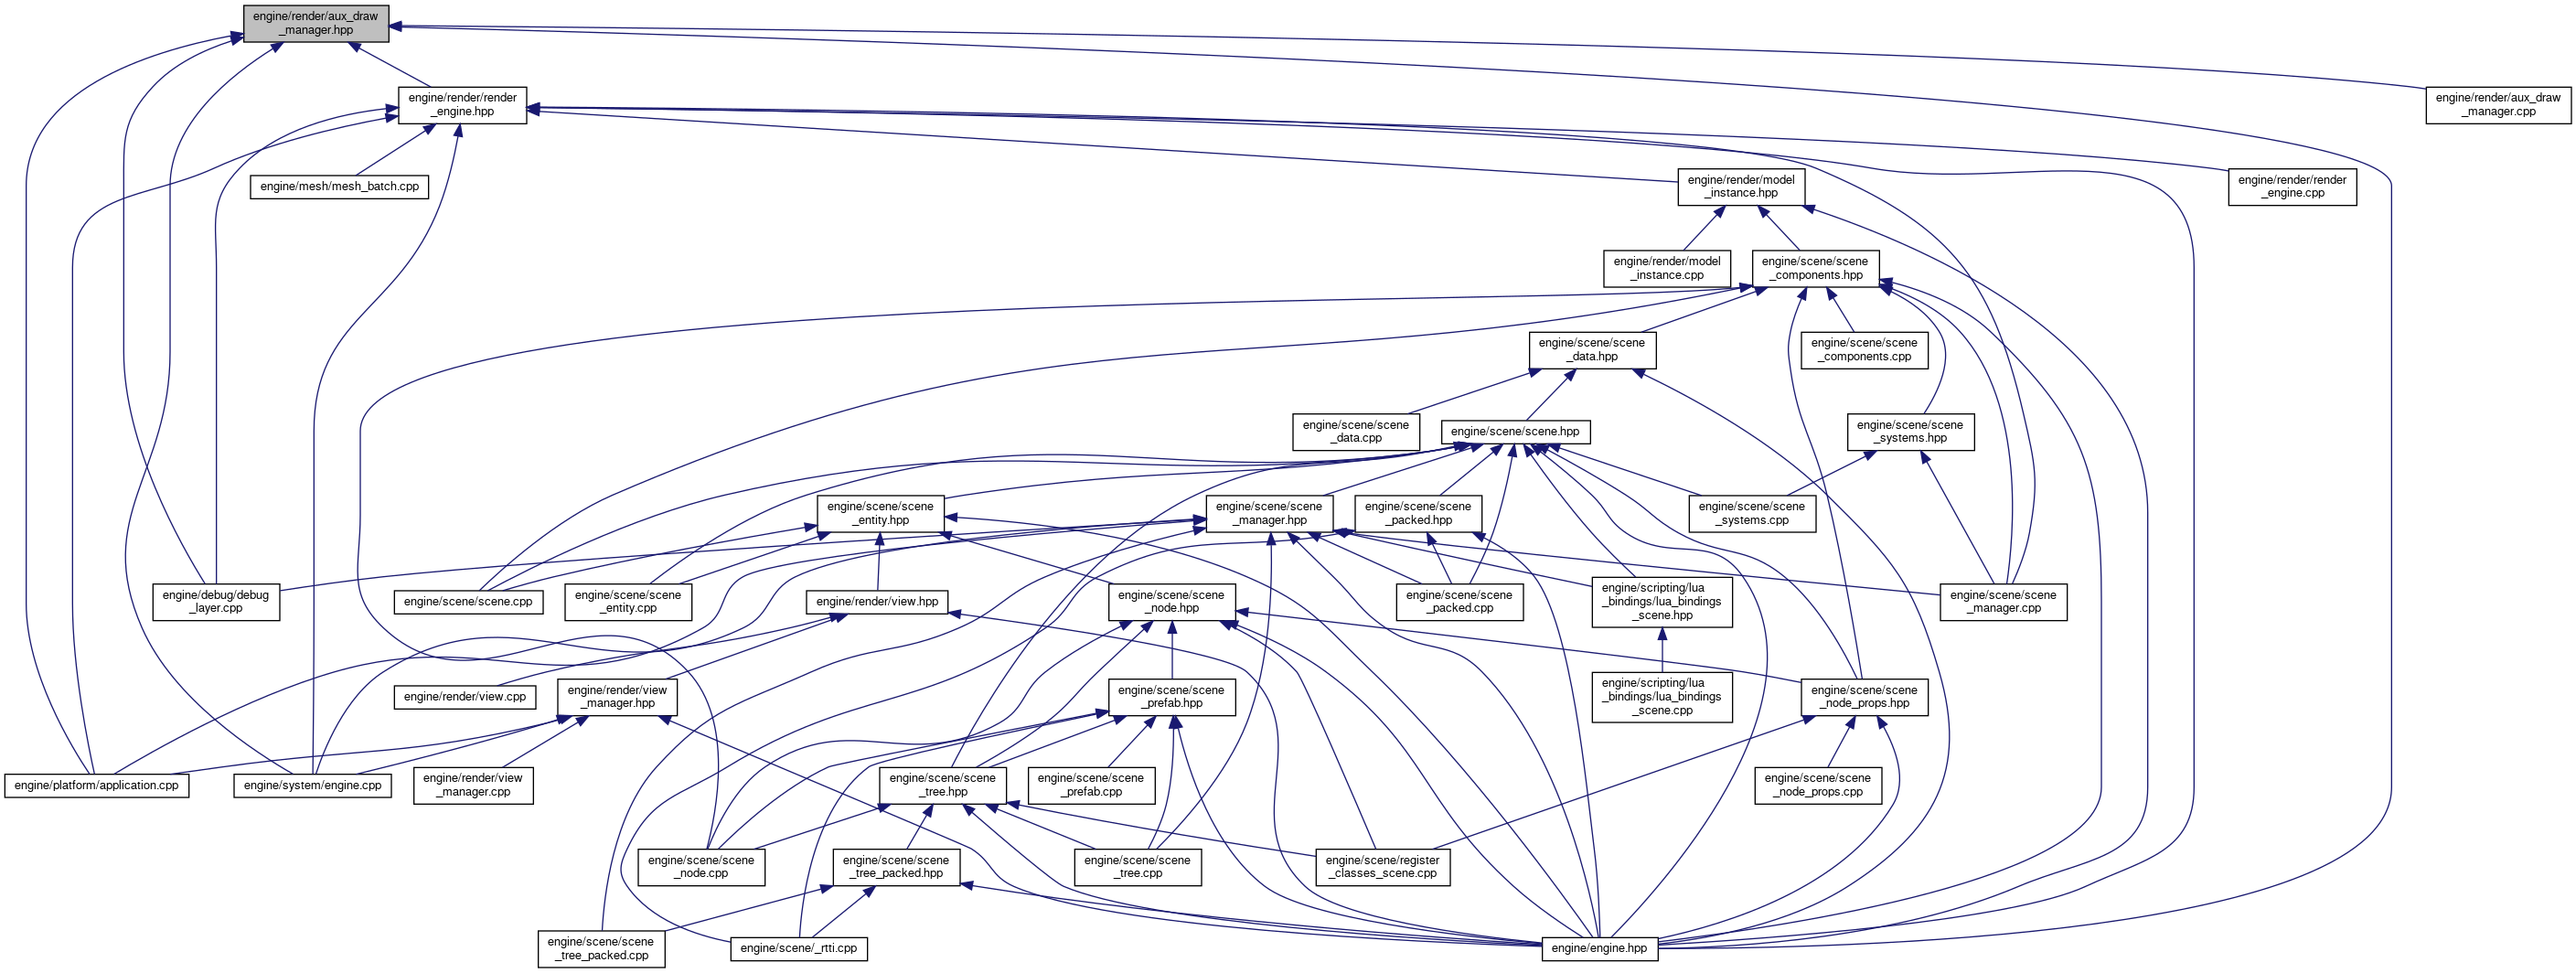 engine/render/aux_draw
_manager.hpp
engine/render/render
_engine.hpp
engine/render/aux_draw
_manager.cpp
engine/mesh/mesh_batch.cpp
engine/render/model
_instance.hpp
engine/render/render
_engine.cpp
engine/render/model
_instance.cpp
engine/scene/scene
_components.hpp
engine/scene/scene
_data.hpp
engine/scene/scene
_components.cpp
engine/scene/scene
_data.cpp
engine/scene/scene.hpp
engine/scene/scene
_systems.hpp
engine/scene/scene
_entity.hpp
engine/scene/scene
_manager.hpp
engine/scene/scene
_packed.hpp
engine/scene/scene
_systems.cpp
engine/debug/debug
_layer.cpp
engine/scene/scene.cpp
engine/scene/scene
_entity.cpp
engine/render/view.hpp
engine/scene/scene
_node.hpp
engine/scene/scene
_packed.cpp
engine/scripting/lua
_bindings/lua_bindings
_scene.hpp
engine/scene/scene
_manager.cpp
engine/render/view.cpp
engine/render/view
_manager.hpp
engine/scene/scene
_prefab.hpp
engine/scripting/lua
_bindings/lua_bindings
_scene.cpp
engine/scene/scene
_node_props.hpp
engine/platform/application.cpp
engine/system/engine.cpp
engine/render/view
_manager.cpp
engine/scene/scene
_tree.hpp
engine/scene/scene
_prefab.cpp
engine/scene/scene
_node_props.cpp
engine/scene/scene
_node.cpp
engine/scene/scene
_tree_packed.hpp
engine/scene/scene
_tree.cpp
engine/scene/register
_classes_scene.cpp
engine/scene/scene
_tree_packed.cpp
engine/scene/_rtti.cpp
engine/engine.hpp